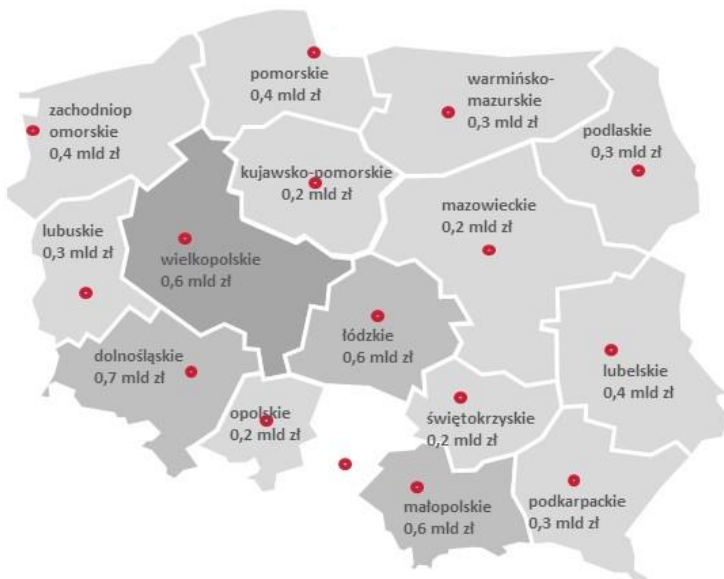 pomorskie
0,4 mld zł
warmińsko-
mazurskie
0,3 mld zł
zachodniop
omorskie
0,4 mld zł
podlaskie
0,3 mld zł
kujawsko-pomorskie
0,2 mld zł
mazowieckie
0,2 mld zł
lubuskie
0,3 mld zł
wielkopolskie
0,6 mld zł
łódzkie
0,6 mld zł
dolnośląskie
0,7 mld zł
lubelskie
0,4 mld zł
opolskie
0,2 mld zł
świętokrzyskie
0,2 mld zł
małopolskie
0,6 mld zł
podkarpackie
0,3 mld zł